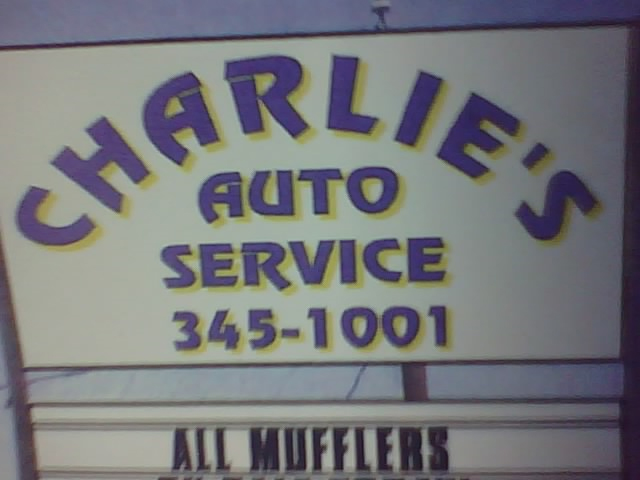 CHARLIE'S
AUTO
SERVICE
345-1001
ALL MUFFLERS